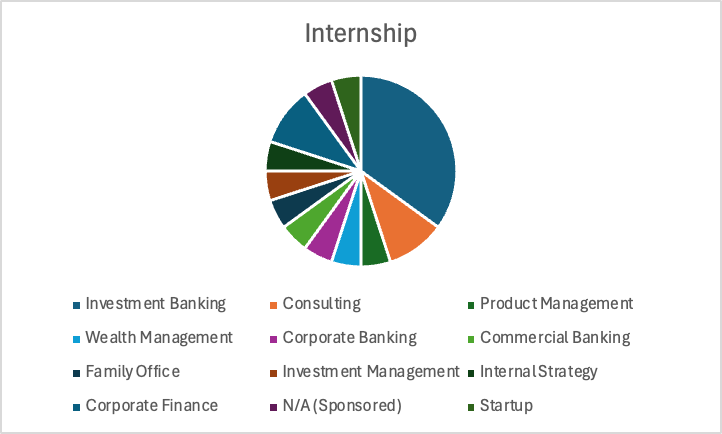 Internship
Investment Banking
Consulting
Product Management
Wealth Management
Corporate Banking
Commercial Banking
Family Office
Investment Management
Internal Strategy
Corporate Finance
N/A (Sponsored)
Startup